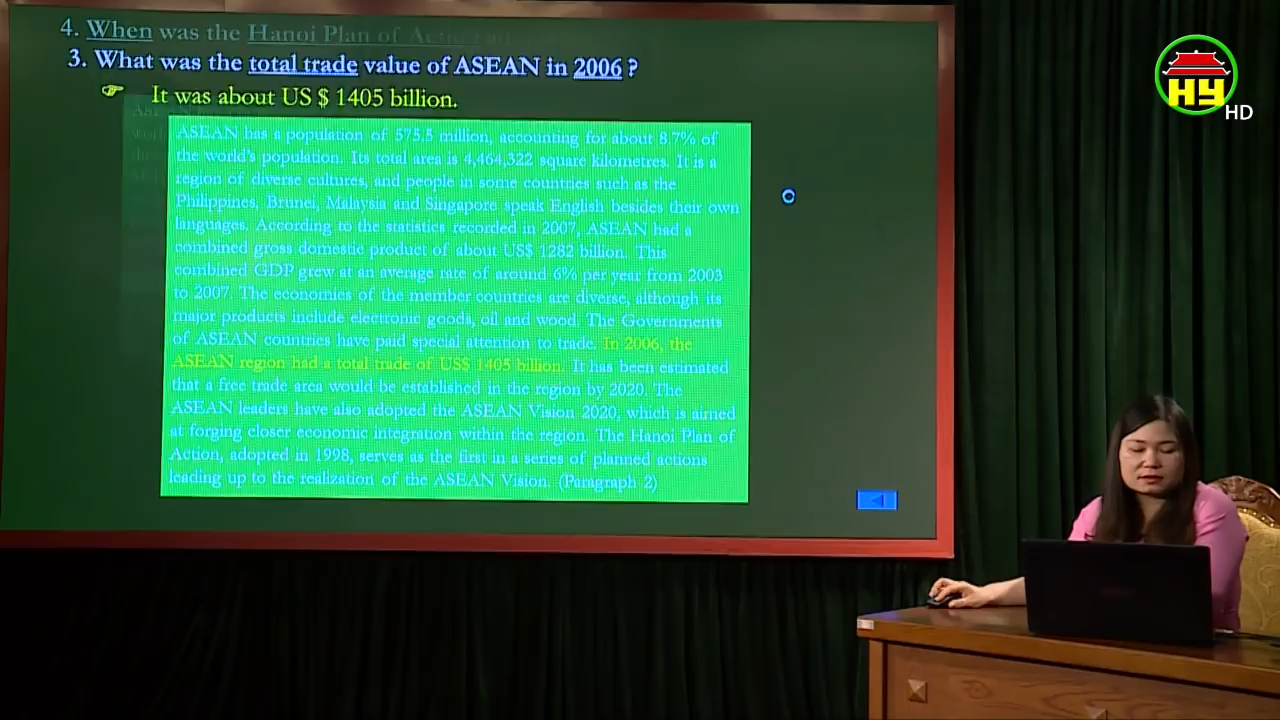 4. When was the Hanoi Plan of Action
3. What was the total trade value of ASEAN in 2006 ?
It was about US $ 1405 billion.
ASEAN has a population of 575.5 million, accounting for about 8.7% of
the world's population. Its total area is 4,464,322 square kilometres. It is a
region of diverse cultures, and people in some countries such as the
Philippines, Brunei, Malaysia and Singapore speak English besides their own
languages. According to the statistics recorded in 2007, ASEAN had a
combined gross domestic product of about US$ 1282 billion. This
combined GDP grew at an average rate of around 6% per year from 2003
to 2007. The economies of the member countries are diverse, although its
major products include electronic goods, oil and wood. The Governments
of ASEAN countries have paid special attention to trade. In 2006, the
ASEAN region had a total trade of US$ 1405 billion. It has been estimated
that a free trade area would be established in the region by 2020. The
ASEAN leaders have also adopted the ASEAN Vision 2020, which is aimed
at forging closer economic integration within the region. The Hanoi Plan of
Action, adopted in 1998, serves as the first in a series of planned actions
leading up to the realization of the ASEAN Vision. (Paragraph 2)
HY
HD